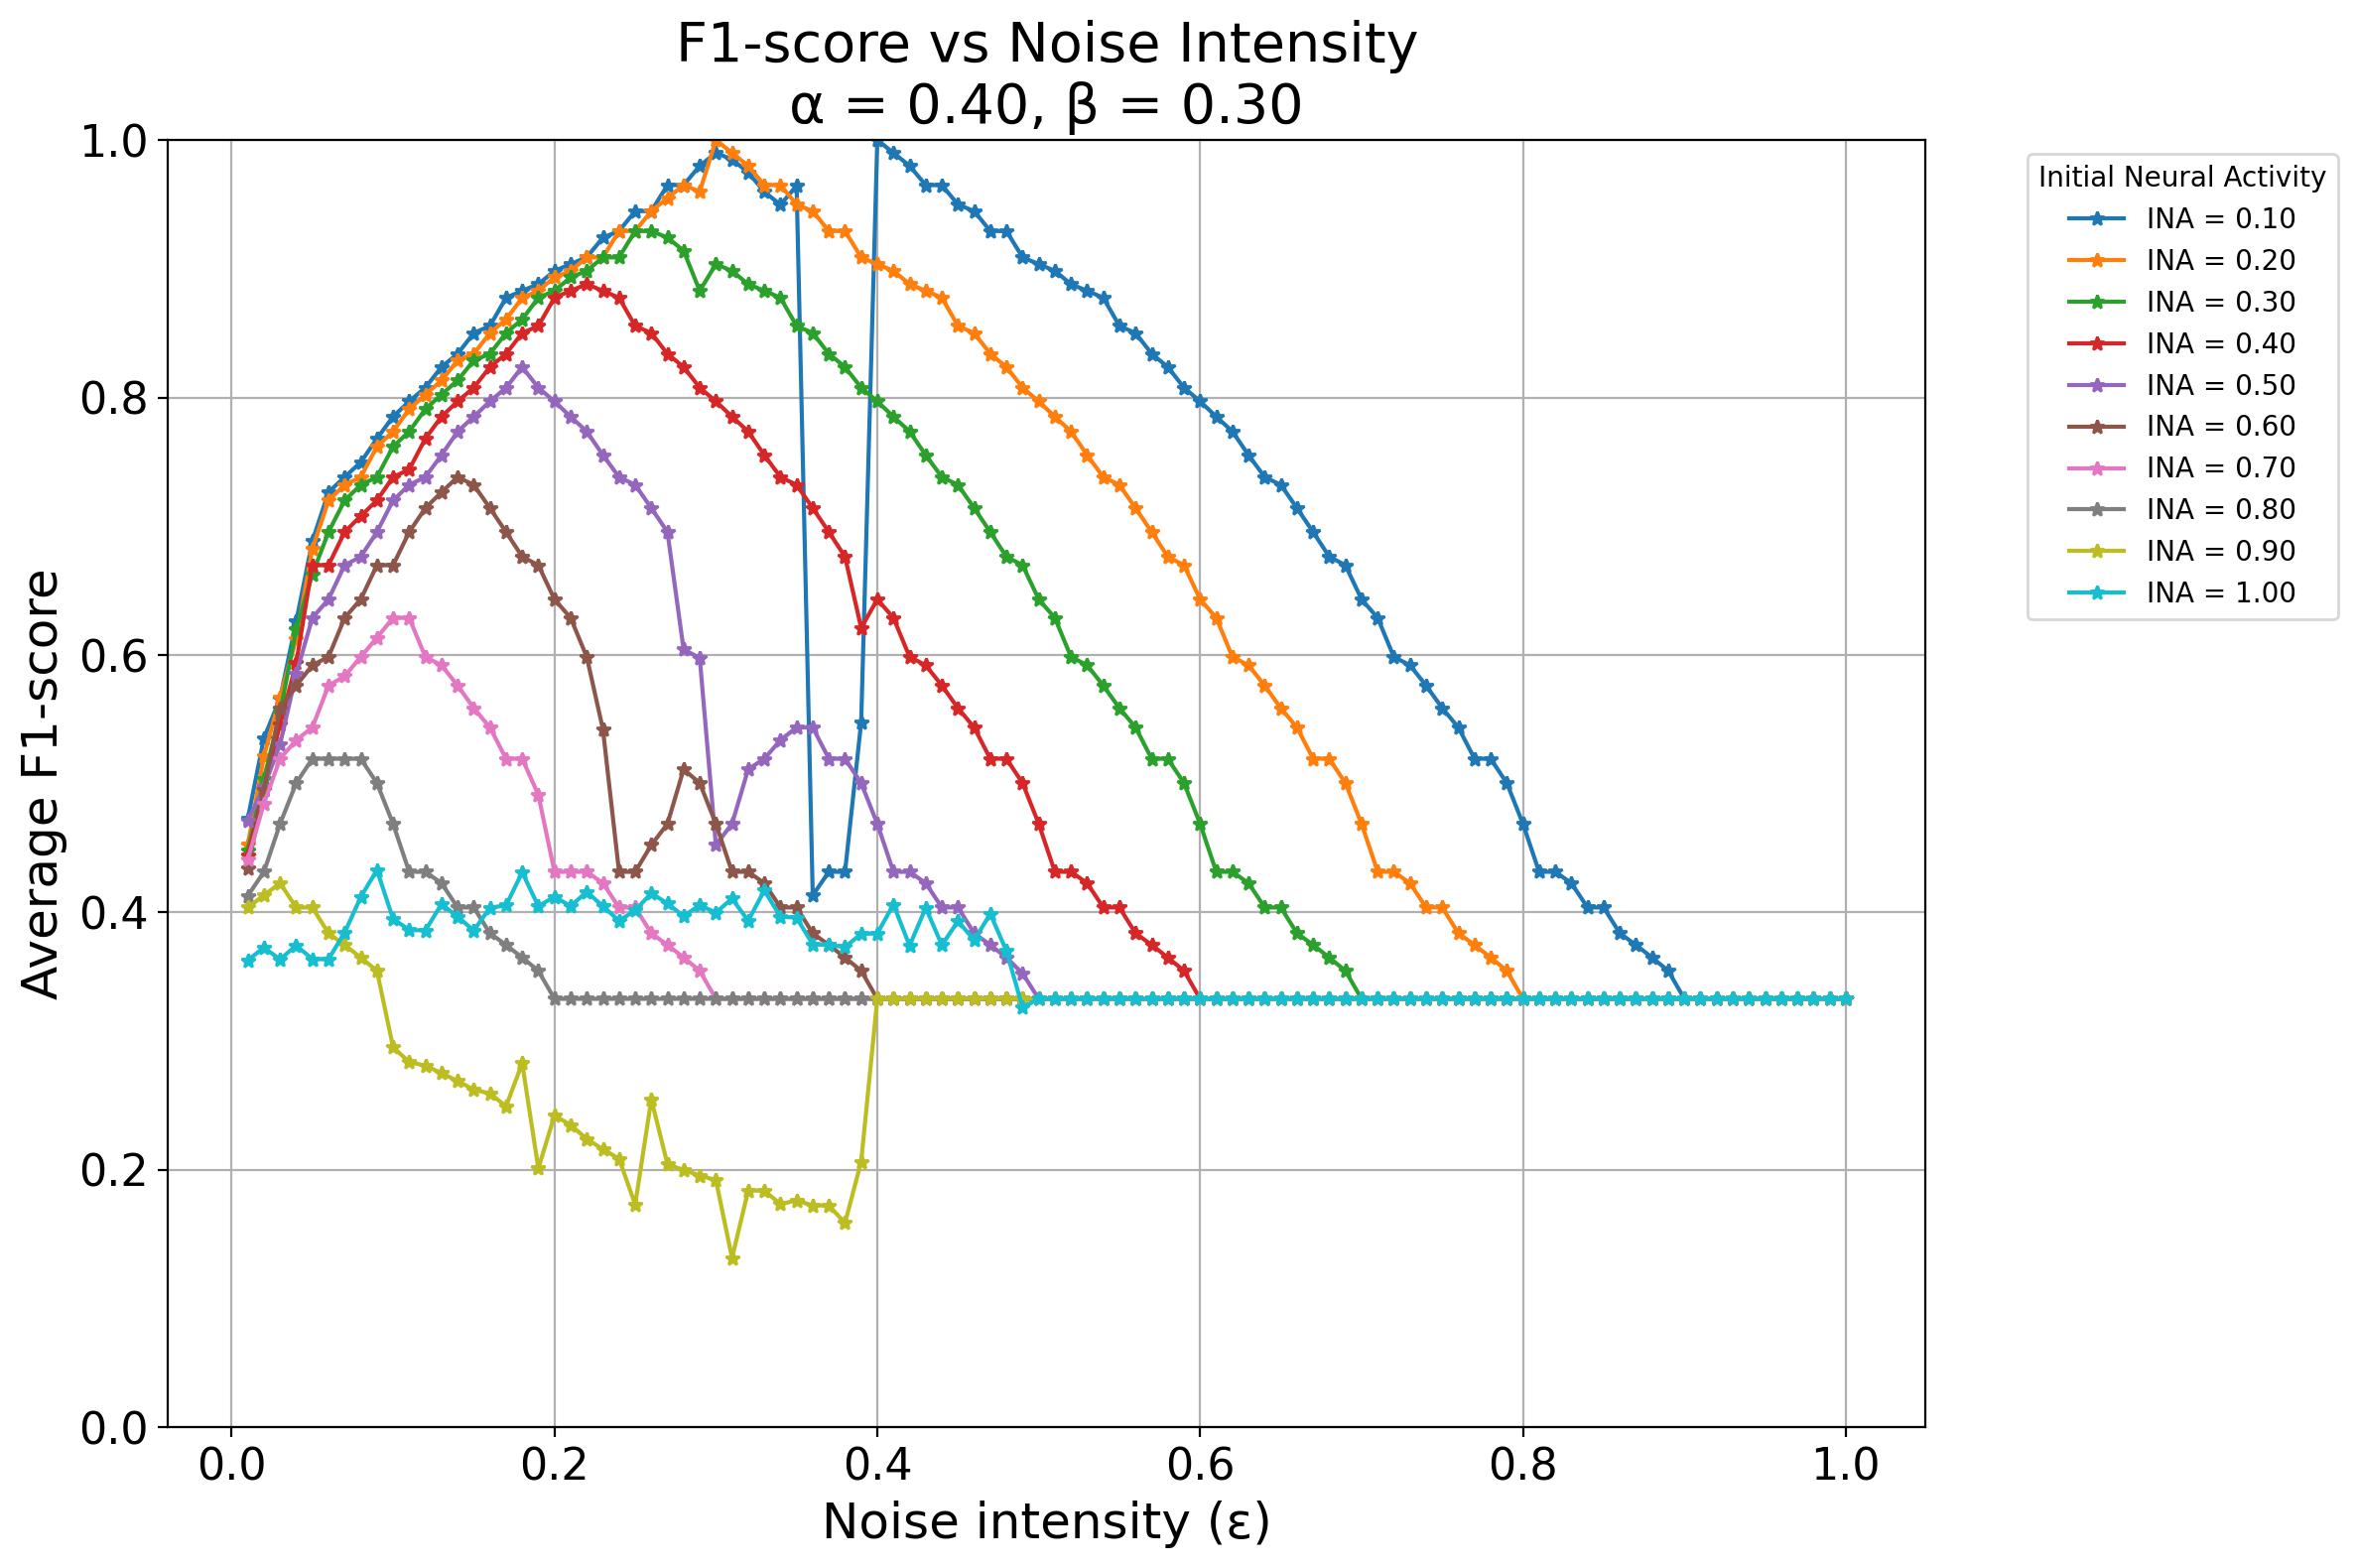 F1-score vs Noise Intensity
α = 0.40, β = 0.30
1.0
0.8
0.6
0.4
0.2
0.0
Average F1-score
0.0
0.2
0.4
0.6
0.8
1.0
Noise intensity (ε)
Initial Neural Activity
INA = 0.10
INA = 0.20
INA = 0.30
INA = 0.40
INA = 0.50
INA = 0.60
INA = 0.70
INA = 0.80
INA = 0.90
INA = 1.00